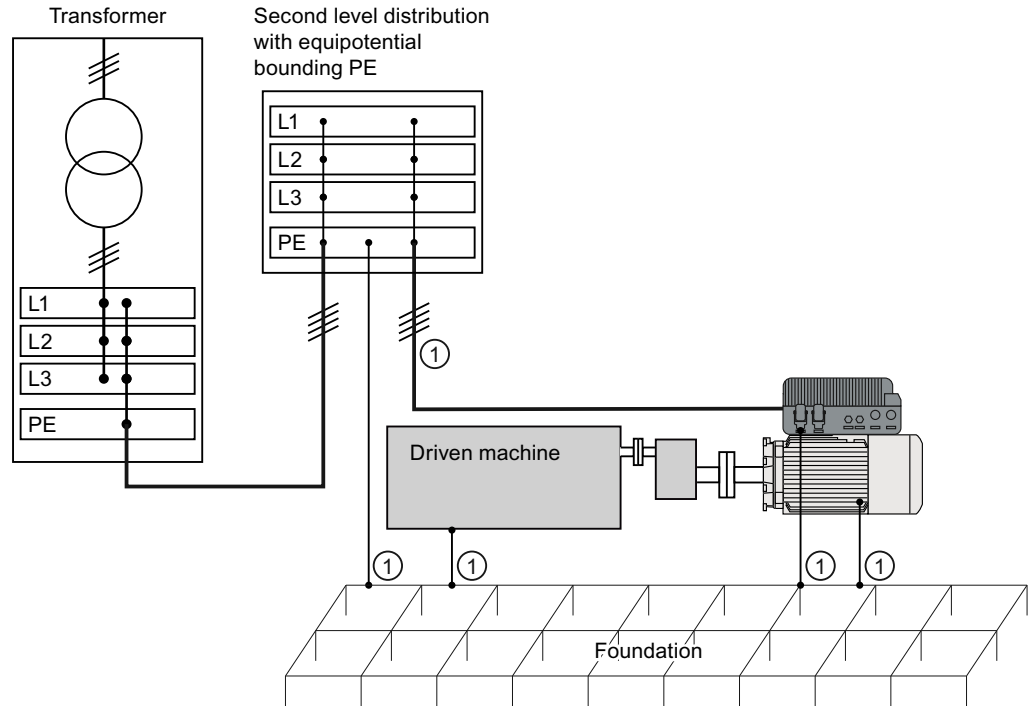 Transformer
Second level distribution
with equipotential
bounding PE
L1
L2
L3
PE
L1
L2
L3
PE
1
Driven machine
1
1
1
1
Foundation